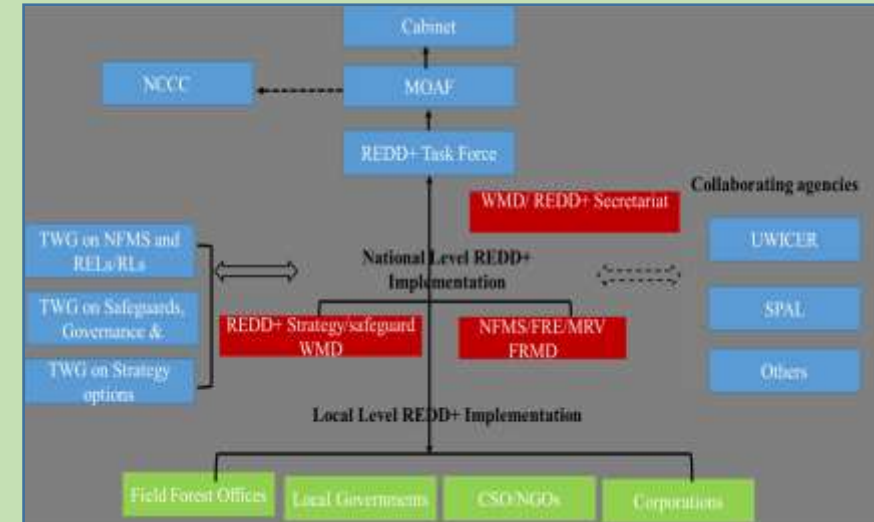 Cabinet
NCCC
MOAF
REDD+ Task Force
Collaborating agencies
WMD/ REDD+ Secretariat
TWG on NFMS and
RELs/RLs
UWICER
National Level REDD+
Implementation
TWG on Safeguards,
Governance &
SPAL
REDD+ Strategy/safeguard
WMD
NFMS/FRE/MRV
FRMD
TWG on Strategy
options
Others
Local Level REDD+ Implementation
Field Forest Offices
Local Governments
CSO/NGOs
Corporations